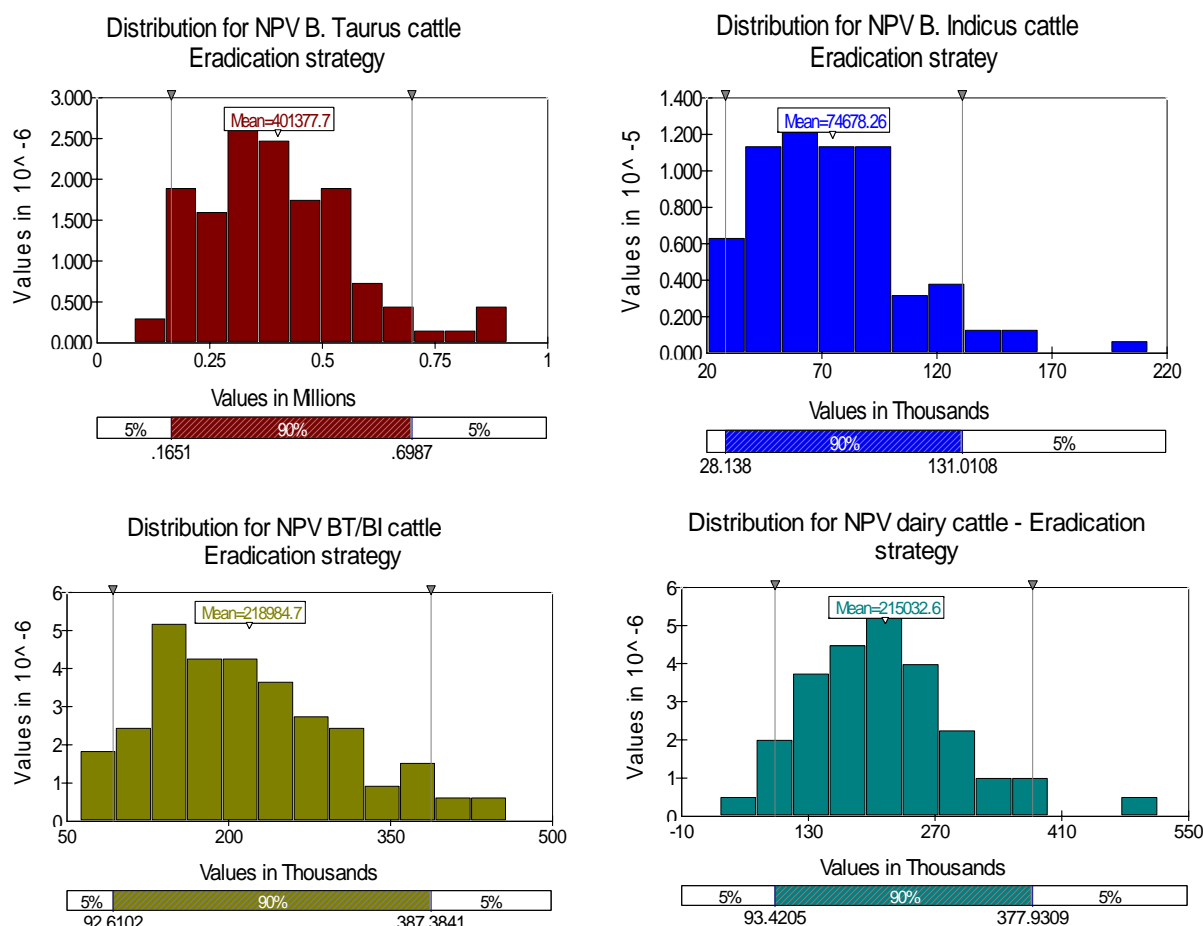 Distribution for NPV B. Taurus cattle
Eradication strategy
Mean=401377.7
Values in 10^ -6
3.000
2.500
2.000
1.500
1.000
0.500
0.000
0 0.25 0.5 0.75 1
Values in Millions
5% 90% 5%
.1651 .6987
Distribution for NPV B. Indicus cattle
Eradication stratey
Mean=74678.26
Values in 10^ -5
1.400
1.200
1.000
0.800
0.600
0.400
0.200
0.000
20 70 120 170 220
Values in Thousands
90% 5%
28.138 131.0108
Distribution for NPV BT/BI cattle
Eradication strategy
Mean=218984.7
Values in 10^ -6
6
5
4
3
2
1
0
50 200 350 500
Values in Thousands
5% 90% 5%
92.6102 387.3841
Distribution for NPV dairy cattle - Eradication
strategy
Mean=215032.6
Values in 10^ -6
6
5
4
3
2
1
0
-10 130 270 410 550
Values in Thousands
5% 90% 5%
93.4205 377.9309